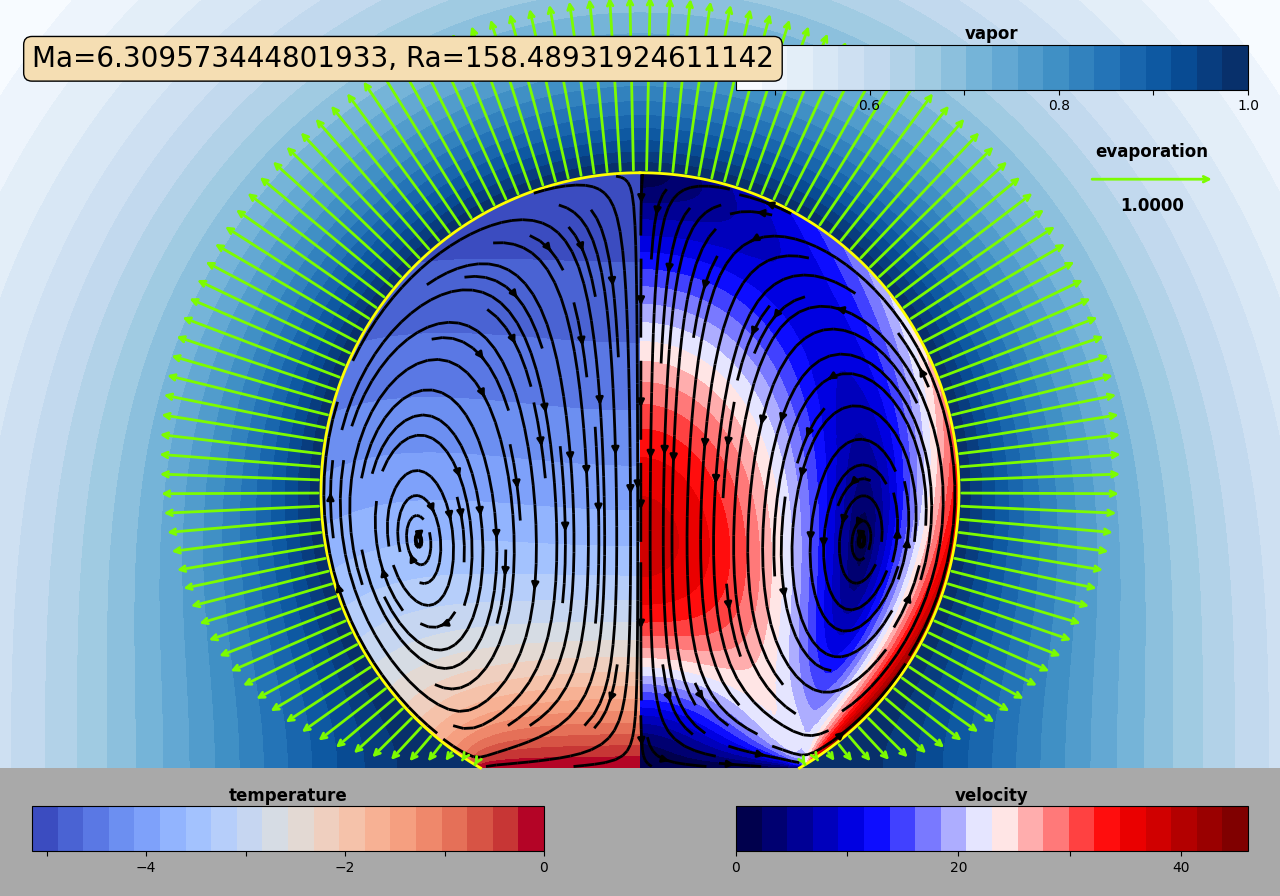 Ma=6.309573444801933, Ra=158.48931924611142
vapor
0.6 0.8 1.0
evaporation
1.0000
temperature
−4 −2 0
velocity
0 20 40